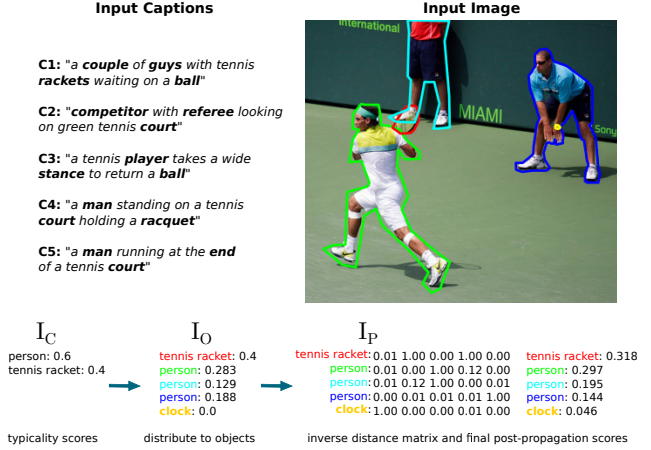 Input Captions
Input Image
C1: "a couple of guys with tennis
rackets waiting on a ball"
C2: "competitor with referee looking
on green tennis court"
C3: "a tennis player takes a wide
stance to return a ball"
C4: "a man standing on a tennis
court holding a racquet"
C5: "a man running at the end
of a tennis court"
International
MIAMI
Sony
I_C
person: 0.6
tennis racket: 0.4
typicality scores
I_O
tennis racket: 0.4
person: 0.283
person: 0.129
person: 0.188
clock: 0.0
distribute to objects
I_P
tennis racket: 0.01 1.00 0.00 1.00 0.00 tennis racket: 0.318
person: 0.01 0.00 1.00 0.12 0.00 person: 0.297
person: 0.01 0.12 1.00 0.00 0.01 person: 0.195
person: 0.00 0.01 0.01 0.01 1.00 person: 0.144
clock: 1.00 0.00 0.00 0.01 0.00 clock: 0.046
inverse distance matrix and final post-propagation scores